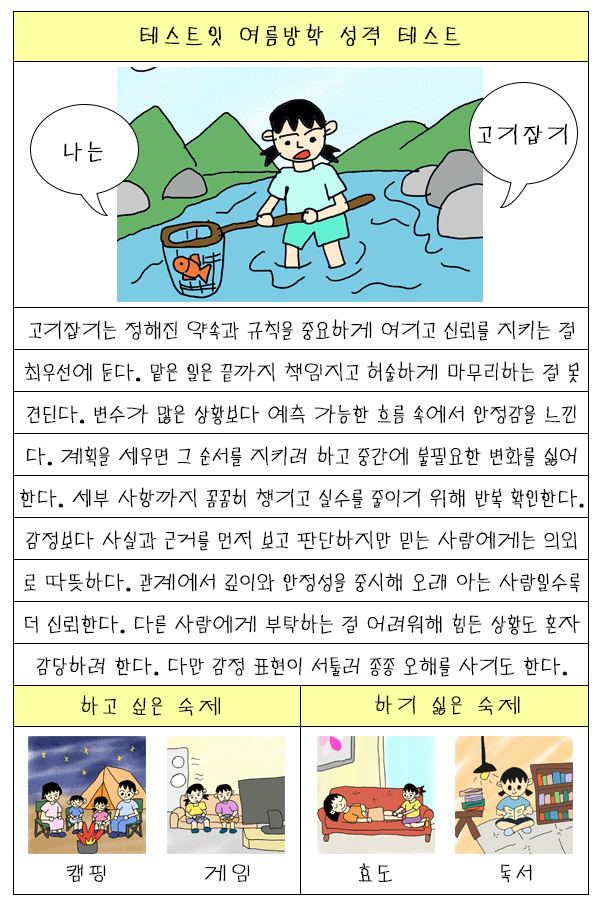 테스트잇 여름방학 성격 테스트
나는
고기잡기
고기잡기는 정해진 약속과 규칙을 중요하게 여기고 신뢰를 지키는 걸
최우선에 둔다. 맡은 일은 끝까지 책임지고 허술하게 마무리하는 걸 못
견딘다. 변수가 많은 상황보다 예측 가능한 흐름 속에서 안정감을 느낀
다. 계획을 세우면 그 순서를 지키려 하고 중간에 불필요한 변화를 싫어
한다. 세부 사항까지 꼼꼼히 챙기고 실수를 줄이기 위해 반복 확인한다.
감정보다 사실과 근거를 먼저 보고 판단하지만 믿는 사람에게는 의외
로 따뜻하다. 관계에서 깊이와 안정성을 중시해 오래 아는 사람일수록
더 신뢰한다. 다른 사람에게 부탁하는 걸 어려워해 힘든 상황도 혼자
감당하려 한다. 다만 감정 표현이 서툴러 종종 오해를 사기도 한다.
하고 싶은 숙제
하기 싫은 숙제
캠핑
게임
효도
독서